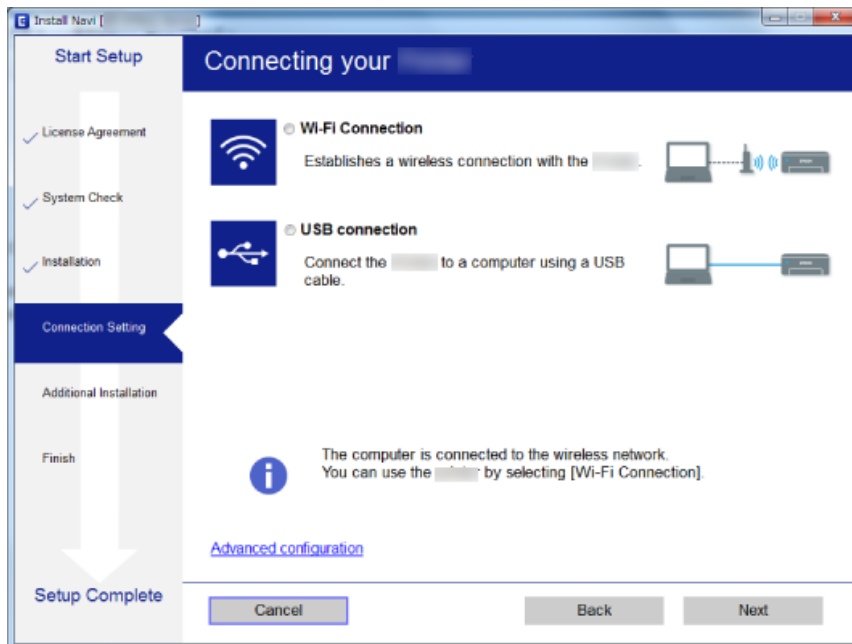 E Install Navi [ ]
Start Setup
License Agreement
System Check
Installation
Connection Setting
Additional Installation
Finish
Setup Complete
Connecting your
Wi-Fi Connection
Establishes a wireless connection with the .
USB connection
Connect the to a computer using a USB
cable.
The computer is connected to the wireless network.
You can use the by selecting [Wi-Fi Connection].
Advanced configuration
Cancel
Back
Next